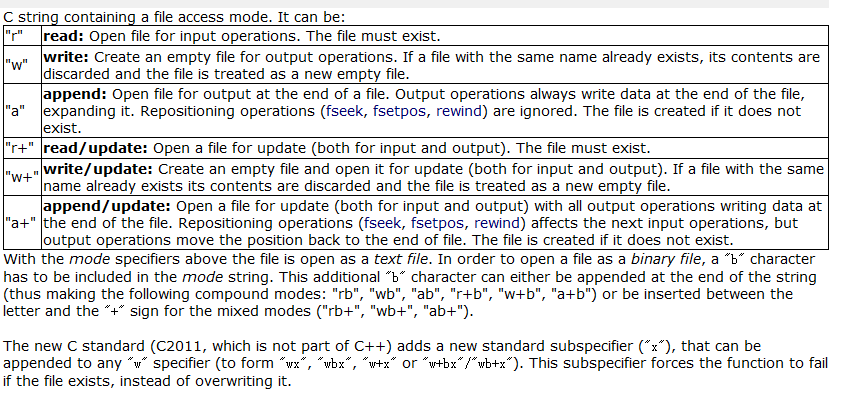 C string containing a file access mode. It can be:
"r" read: Open file for input operations. The file must exist.
"w" write: Create an empty file for output operations. If a file with the same name already exists, its contents are
discarded and the file is treated as a new empty file.
"a" append: Open file for output at the end of a file. Output operations always write data at the end of the file,
expanding it. Repositioning operations (fseek, fsetpos, rewind) are ignored. The file is created if it does not
exist.
"r+" read/update: Open a file for update (both for input and output). The file must exist.
"w+" write/update: Create an empty file and open it for update (both for input and output). If a file with the same
name already exists its contents are discarded and the file is treated as a new empty file.
"a+" append/update: Open a file for update (both for input and output) with all output operations writing data at
the end of the file. Repositioning operations (fseek, fsetpos, rewind) affects the next input operations, but
output operations move the position back to the end of file. The file is created if it does not exist.
With the mode specifiers above the file is open as a text file. In order to open a file as a binary file, a "b" character
has to be included in the mode string. This additional "b" character can either be appended at the end of the string
(thus making the following compound modes: "rb", "wb", "ab", "r+b", "w+b", "a+b") or be inserted between the
letter and the "+" sign for the mixed modes ("rb+", "wb+", "ab+").
The new C standard (C2011, which is not part of C++) adds a new standard subspecifier ("x"), that can be
appended to any "w" specifier (to form "wx", "wbx", "w+x" or "w+bx"/"wb+x"). This subspecifier forces the function to fail
if the file exists, instead of overwriting it.